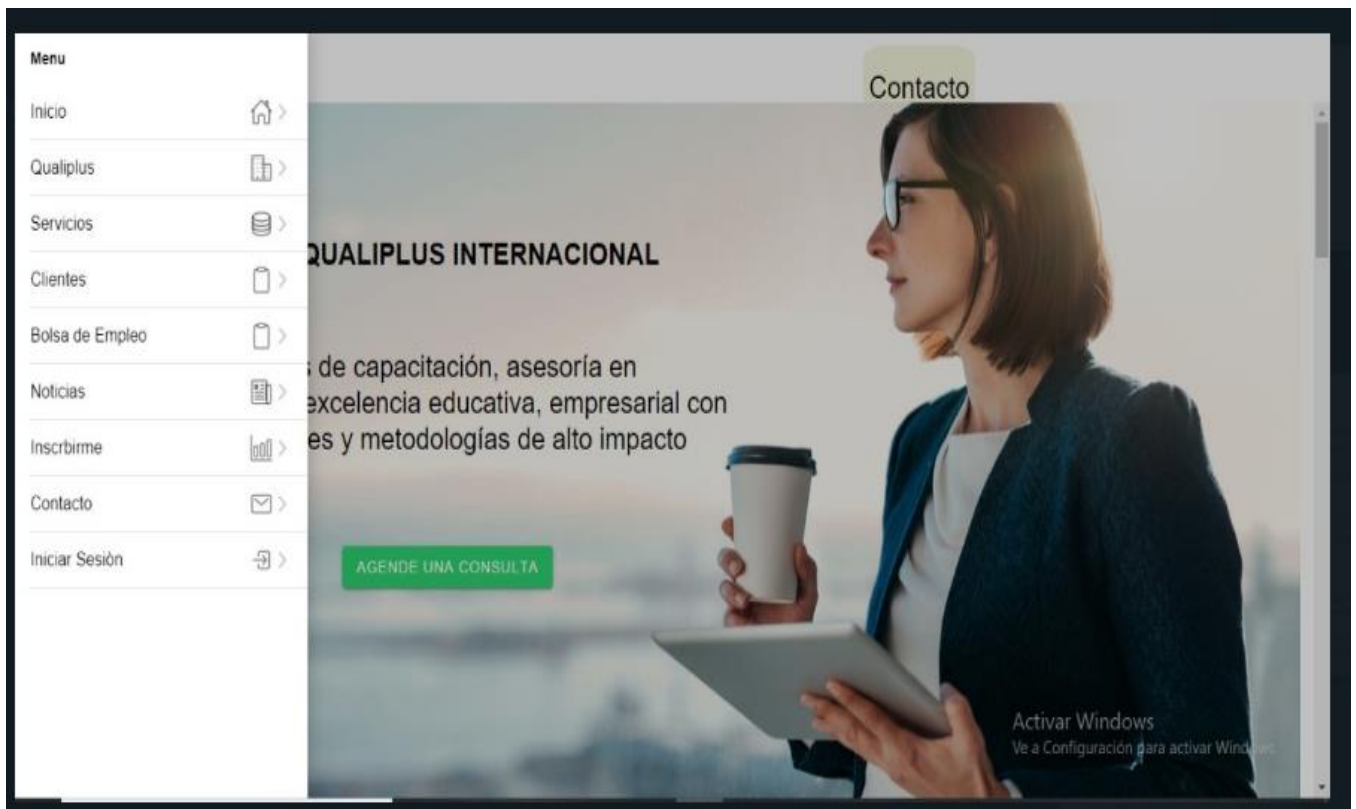 Menu
Inicio
Qualiplus
Servicios
Clientes
Bolsa de Empleo
Noticias
Inscrbirme
Contacto
Iniciar Sesiòn
Contacto
QUALIPLUS INTERNACIONAL
de capacitación, asesoría en
excelencia educativa, empresarial con
es y metodologías de alto impacto
AGENDE UNA CONSULTA
Activar Windows
Ve a Configuración para activar Windows.